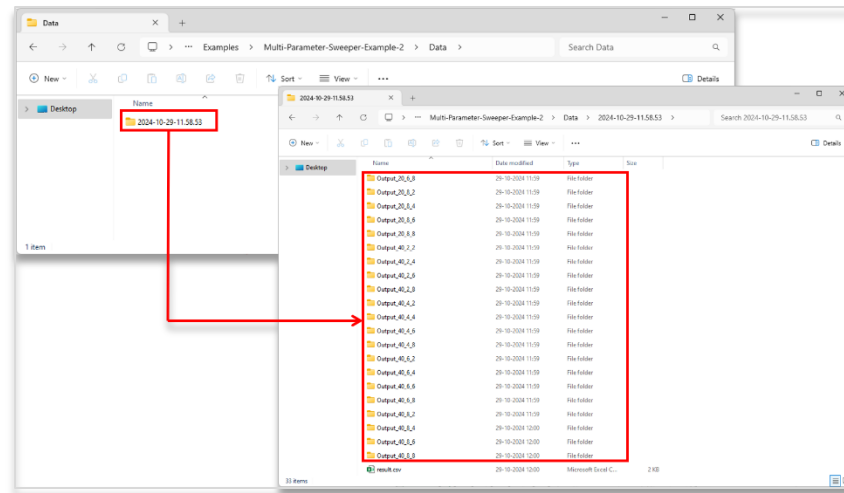 Data
Examples > Multi-Parameter-Sweeper-Example-2 > Data >
Search Data
New
Sort
View
Details
Desktop
Name
2024-10-29-11.58.53
1 item
2024-10-29-11.58.53
Multi-Parameter-Sweeper-Example-2 > Data > 2024-10-29-11.58.53 >
Search 2024-10-29-11.58.53
New
Sort
View
Details
Desktop
Name Date modified Type Size
Output_20_6_8 29-10-2024 11:59 File folder
Output_20_8_2 29-10-2024 11:59 File folder
Output_20_8_4 29-10-2024 11:59 File folder
Output_20_8_6 29-10-2024 11:59 File folder
Output_20_8_8 29-10-2024 11:59 File folder
Output_40_2_2 29-10-2024 11:59 File folder
Output_40_2_4 29-10-2024 11:59 File folder
Output_40_2_6 29-10-2024 11:59 File folder
Output_40_2_8 29-10-2024 11:59 File folder
Output_40_4_2 29-10-2024 11:59 File folder
Output_40_4_4 29-10-2024 11:59 File folder
Output_40_4_6 29-10-2024 11:59 File folder
Output_40_4_8 29-10-2024 11:59 File folder
Output_40_6_2 29-10-2024 11:59 File folder
Output_40_6_4 29-10-2024 11:59 File folder
Output_40_6_6 29-10-2024 11:59 File folder
Output_40_6_8 29-10-2024 11:59 File folder
Output_40_8_2 29-10-2024 11:59 File folder
Output_40_8_4 29-10-2024 12:00 File folder
Output_40_8_6 29-10-2024 12:00 File folder
Output_40_8_8 29-10-2024 12:00 File folder
result.csv 29-10-2024 12:00 Microsoft Excel C... 2 KB
33 items